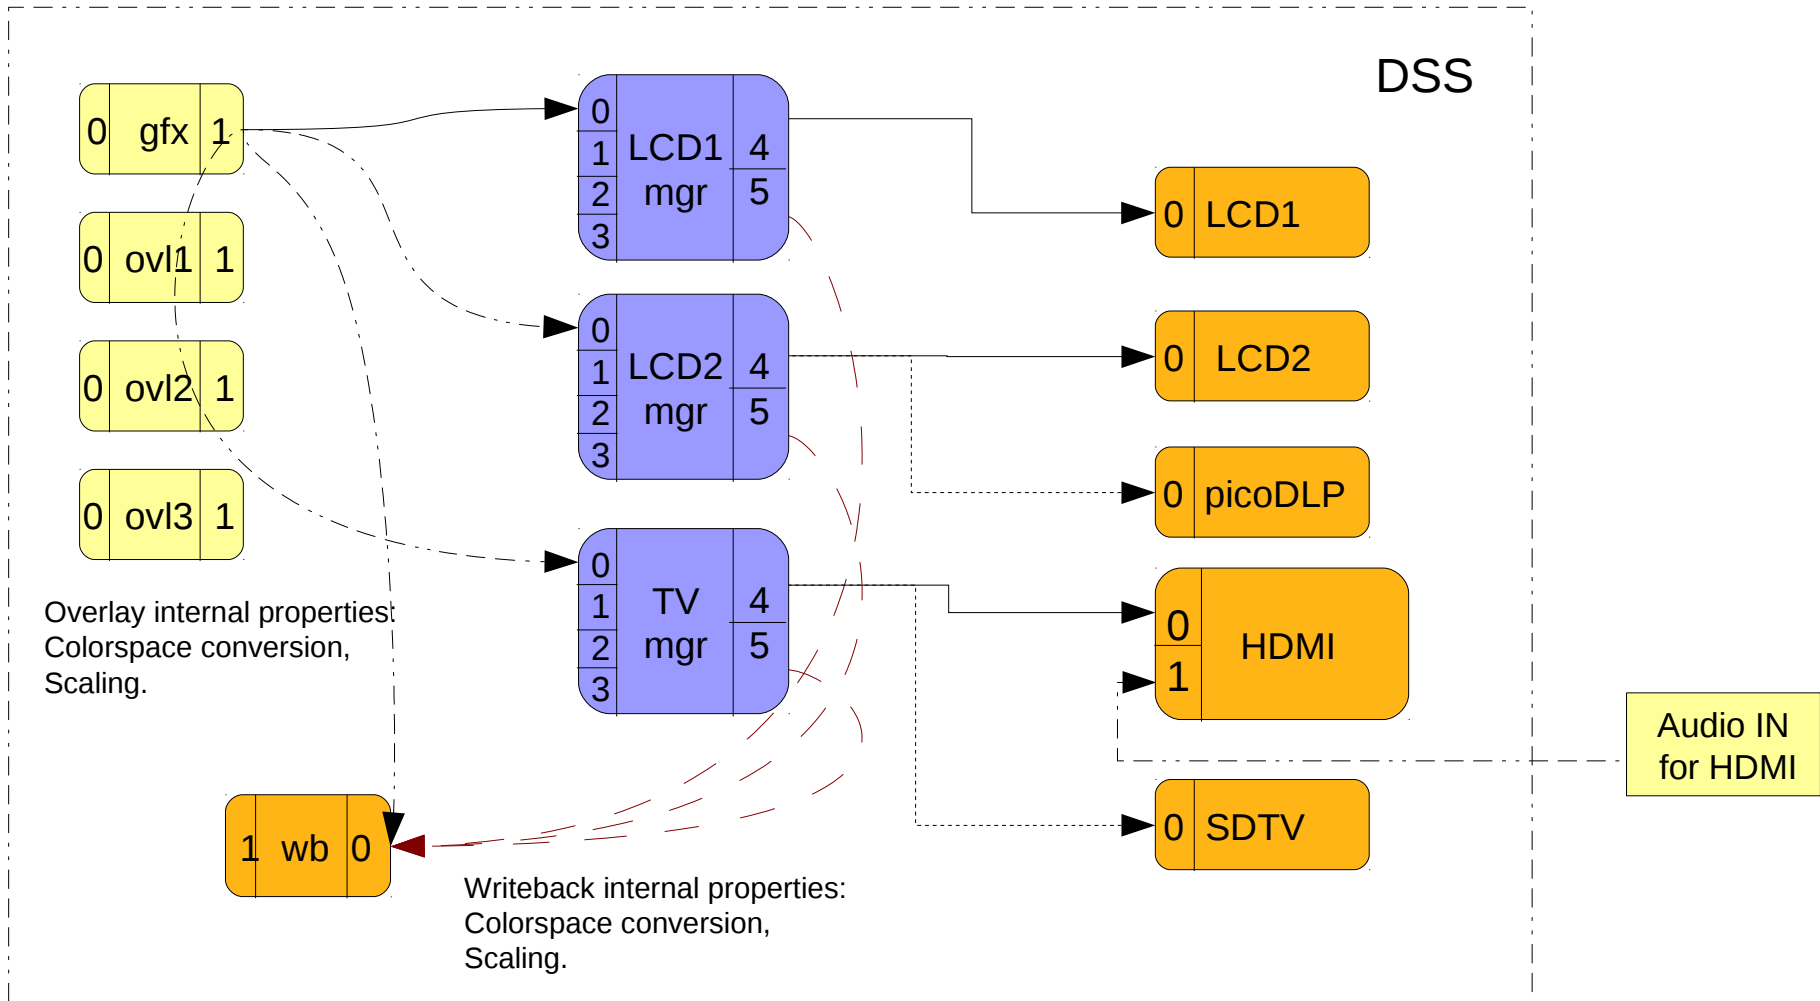 DSS
0 gfx 1
0 ovl1 1
0 ovl2 1
0 ovl3 1
Overlay internal properties:
Colorspace conversion,
Scaling.
1 wb 0
Writeback internal properties:
Colorspace conversion,
Scaling.
0
1
2
3
LCD1
mgr
4
5
0
1
2
3
LCD2
mgr
4
5
0
1
2
3
TV
mgr
4
5
0 LCD1
0 LCD2
0 picoDLP
0
1
HDMI
0 SDTV
Audio IN
for HDMI